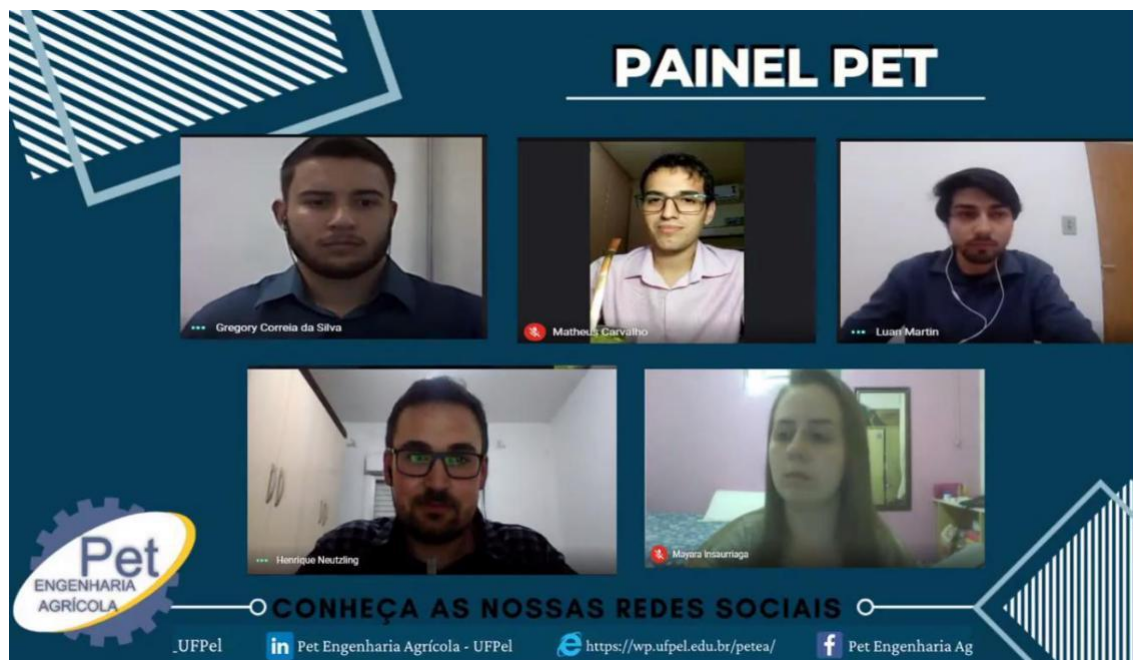 PAINEL PET
Gregory Correia da Silva
Matheus Carvalho
Luan Martin
Henrique Neutzling
Mayara Insaurriaga
Pet
ENGENHARIA
AGRÍCOLA
CONHEÇA AS NOSSAS REDES SOCIAIS
_UFPel
in Pet Engenharia Agrícola - UFPel
https://wp.ufpel.edu.br/petea/
f Pet Engenharia Ag